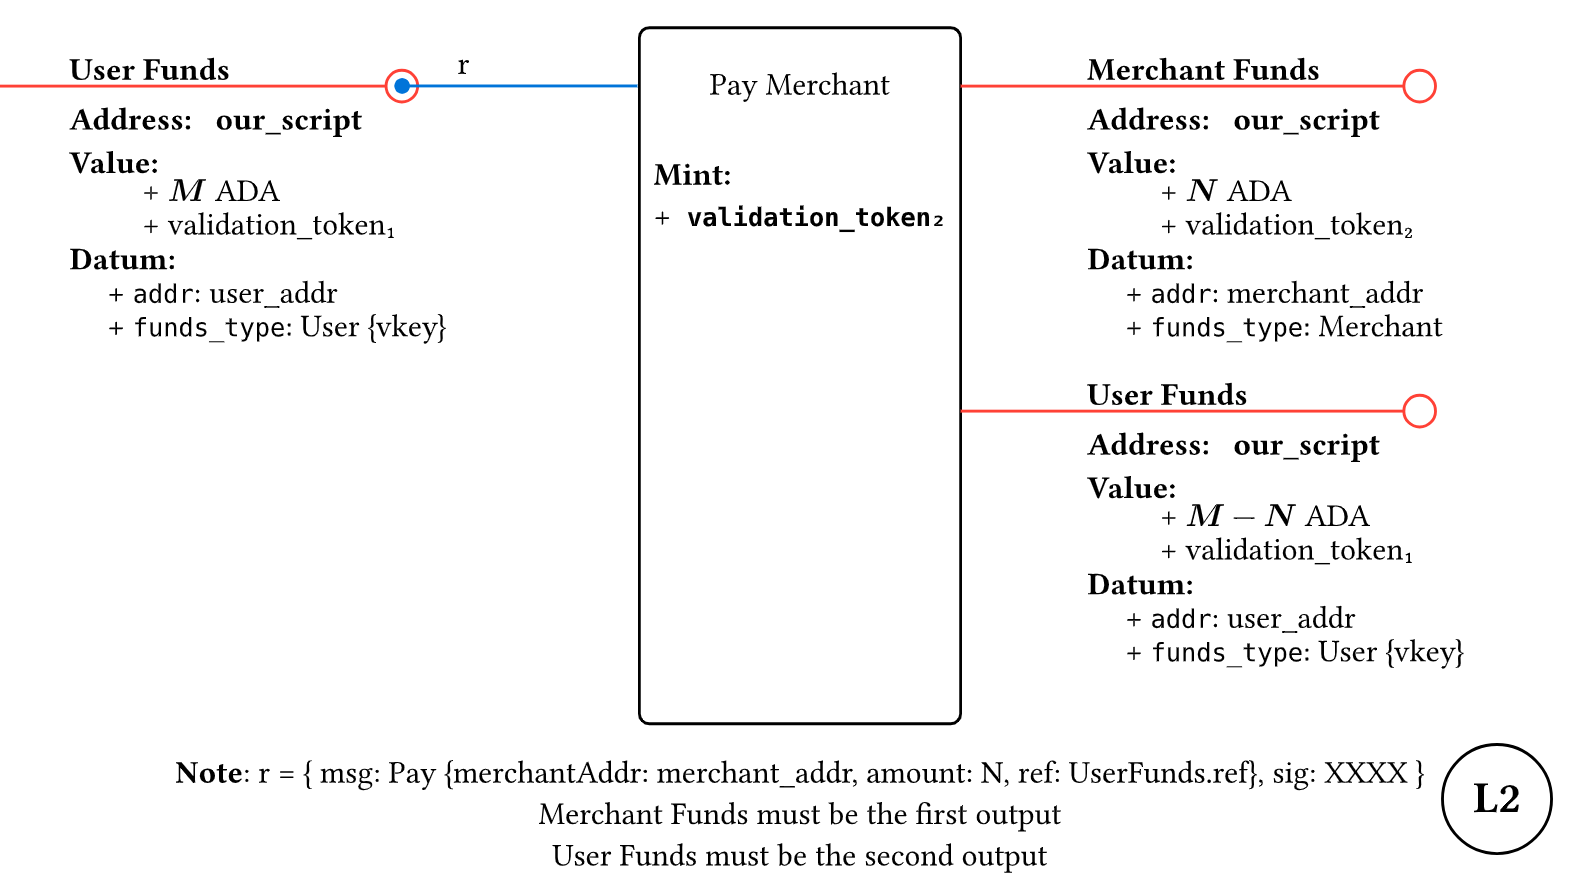 User Funds
r
Address: our_script
Value:
+ M ADA
+ validation_token₁
Datum:
+ addr: user_addr
+ funds_type: User {vkey}
Pay Merchant
Mint:
+ validation_token₂
Merchant Funds
Address: our_script
Value:
+ N ADA
+ validation_token₂
Datum:
+ addr: merchant_addr
+ funds_type: Merchant
User Funds
Address: our_script
Value:
+ M − N ADA
+ validation_token₁
Datum:
+ addr: user_addr
+ funds_type: User {vkey}
Note: r = { msg: Pay {merchantAddr: merchant_addr, amount: N, ref: UserFunds.ref}, sig: XXXX }
Merchant Funds must be the first output
User Funds must be the second output
L2